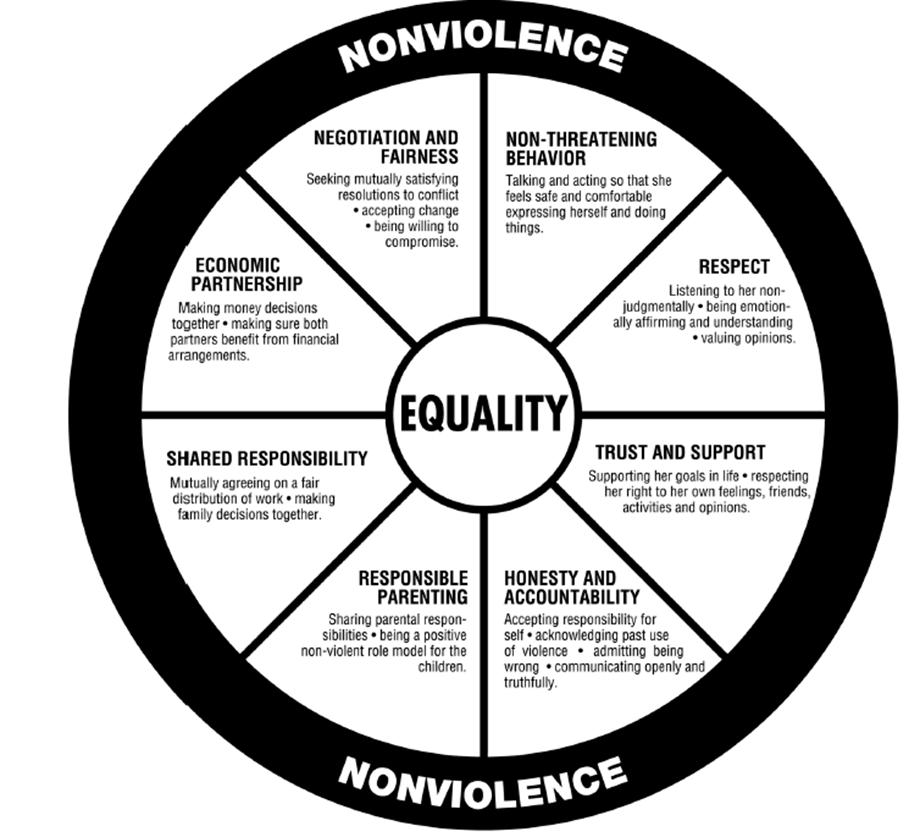 NONVIOLENCE
NEGOTIATION AND
FAIRNESS
Seeking mutually satisfying
resolutions to conflict
• accepting change
• being willing to
compromise.
NON-THREATENING
BEHAVIOR
Talking and acting so that she
feels safe and comfortable
expressing herself and doing
things.
ECONOMIC
PARTNERSHIP
Making money decisions
together • making sure both
partners benefit from financial
arrangements.
RESPECT
Listening to her non-
judgmentally • being emotion-
ally affirming and understanding
• valuing opinions.
EQUALITY
SHARED RESPONSIBILITY
Mutually agreeing on a fair
distribution of work • making
family decisions together.
TRUST AND SUPPORT
Supporting her goals in life • respecting
her right to her own feelings, friends,
activities and opinions.
RESPONSIBLE
PARENTING
Sharing parental respon-
sibilities • being a positive
non-violent role model for the
children.
HONESTY AND
ACCOUNTABILITY
Accepting responsibility for
self • acknowledging past use
of violence • admitting being
wrong • communicating openly and
truthfully.
NONVIOLENCE